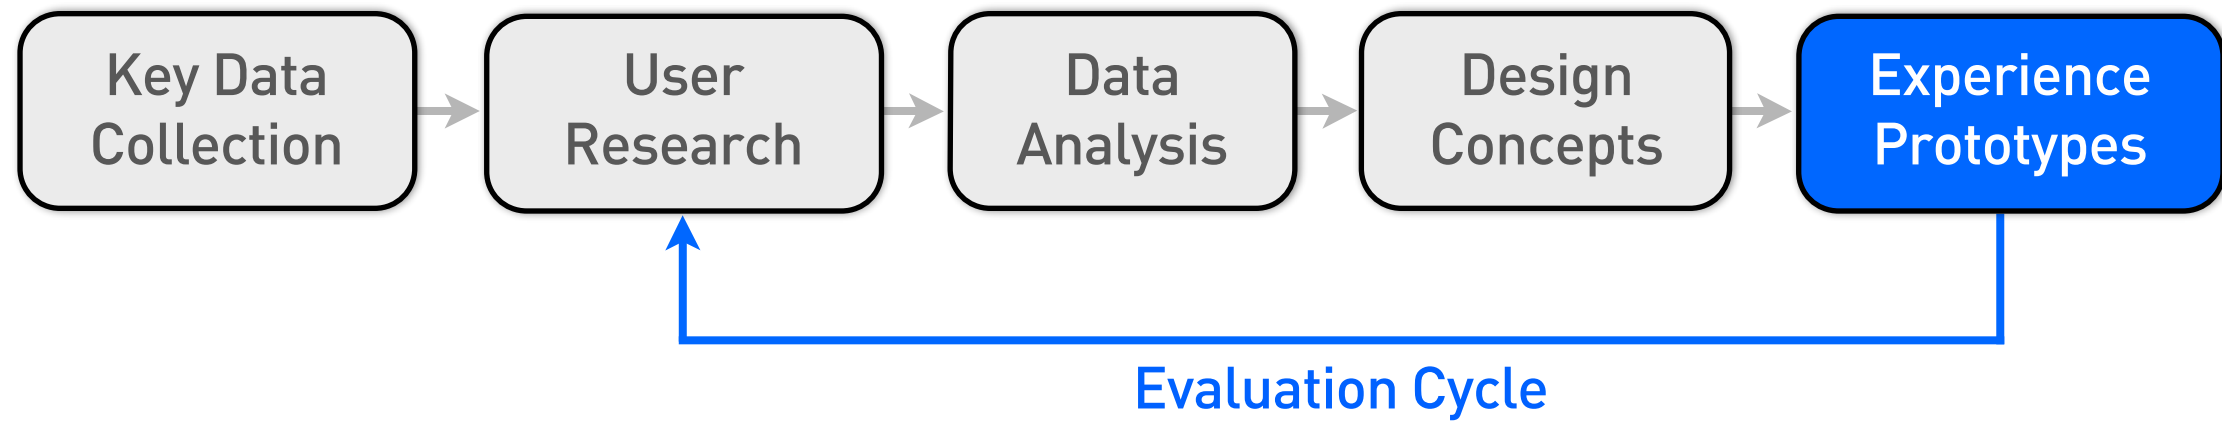 Key Data
Collection
User
Research
Data
Analysis
Design
Concepts
Experience
Prototypes
Evaluation Cycle